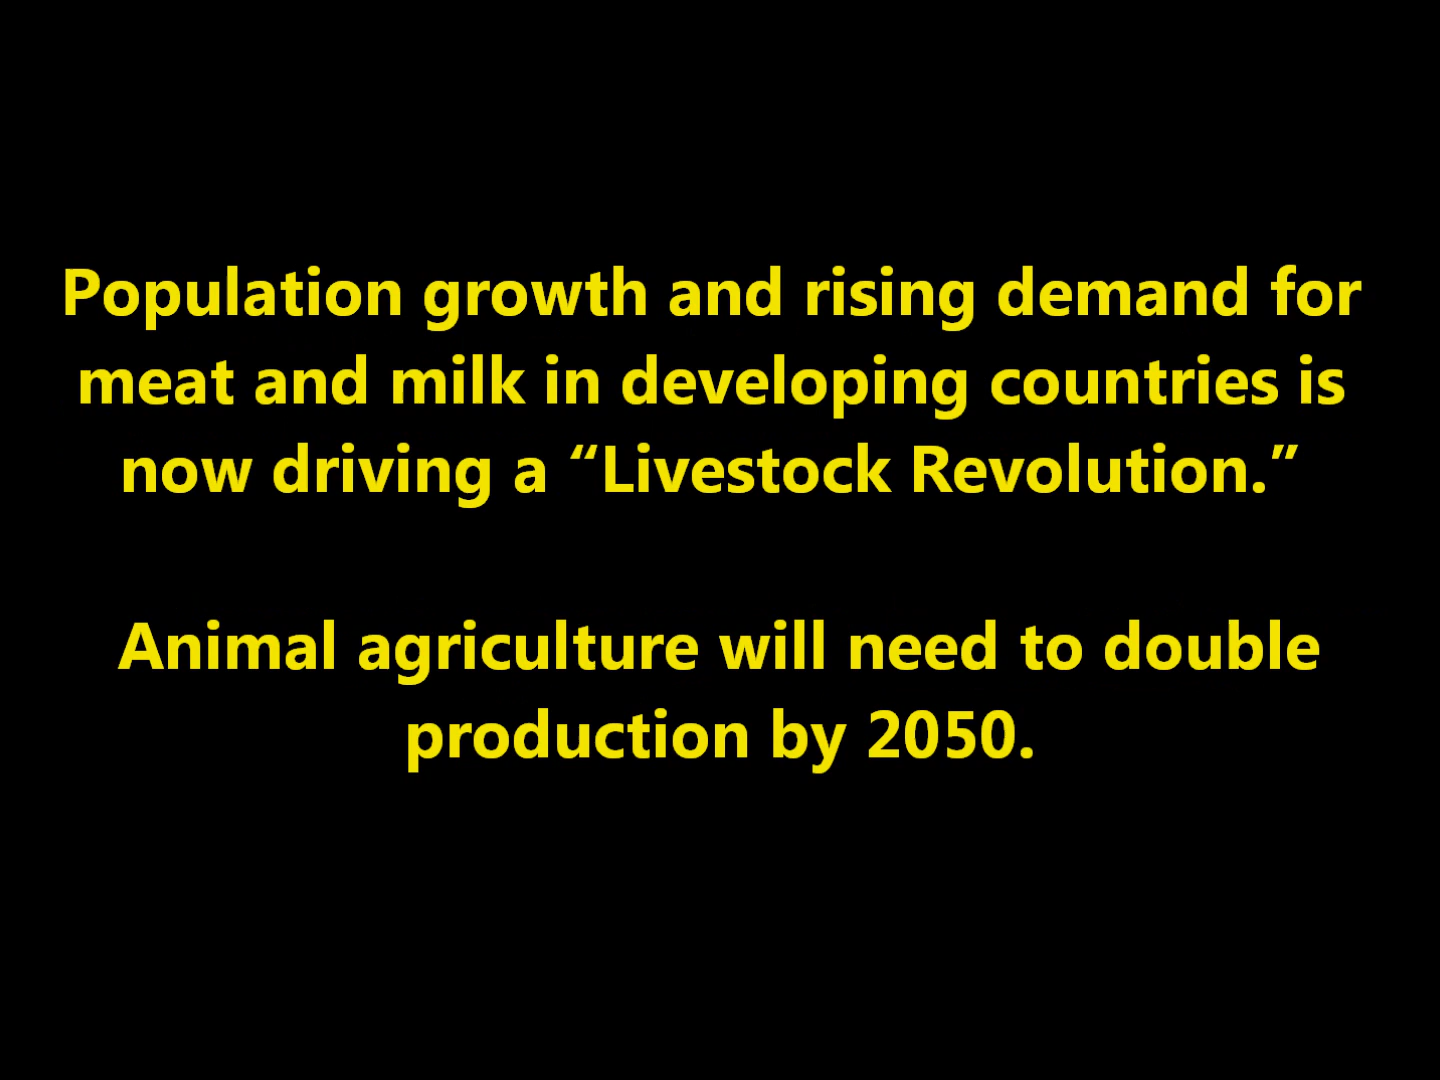 Population growth and rising demand for
meat and milk in developing countries is
now driving a “Livestock Revolution.”
Animal agriculture will need to double
production by 2050.